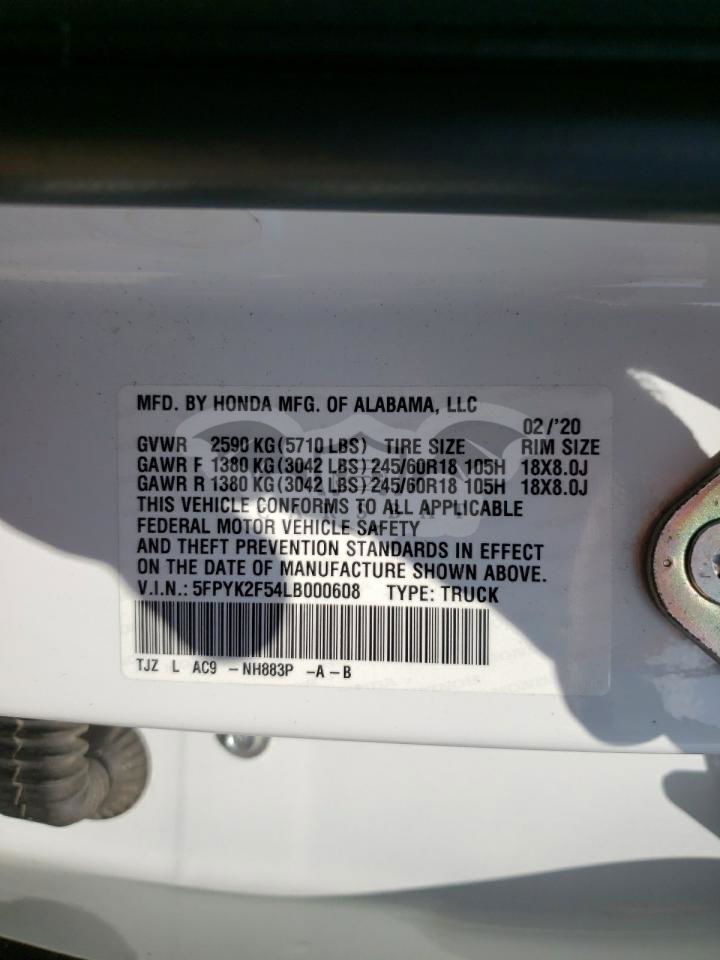 MFD. BY HONDA MFG. OF ALABAMA, LLC
02/'20
GVWR 2590 KG (5710 LBS) TIRE SIZE RIM SIZE
GAWR F 1380 KG (3042 LBS) 245/60R18 105H 18X8.0J
GAWR R 1380 KG (3042 LBS) 245/60R18 105H 18X8.0J
THIS VEHICLE CONFORMS TO ALL APPLICABLE
FEDERAL MOTOR VEHICLE SAFETY
AND THEFT PREVENTION STANDARDS IN EFFECT
ON THE DATE OF MANUFACTURE SHOWN ABOVE.
V.I.N.: 5FPYK2F54LB000608 TYPE: TRUCK
TJZ L AC9 -NH883P -A-B